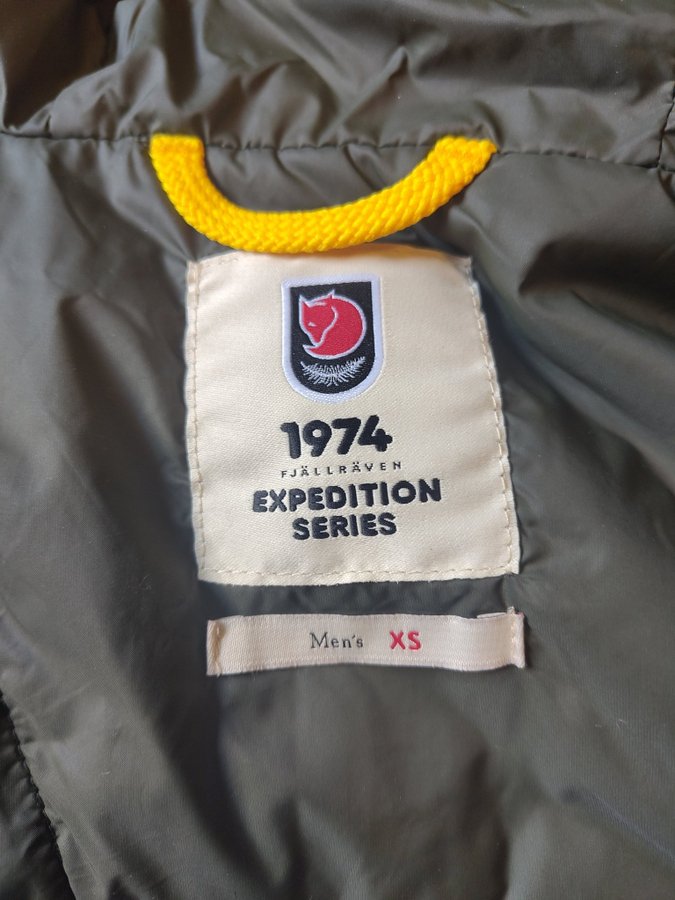 1974
FJÄLLRÄVEN
EXPEDITION
SERIES
Men's XS